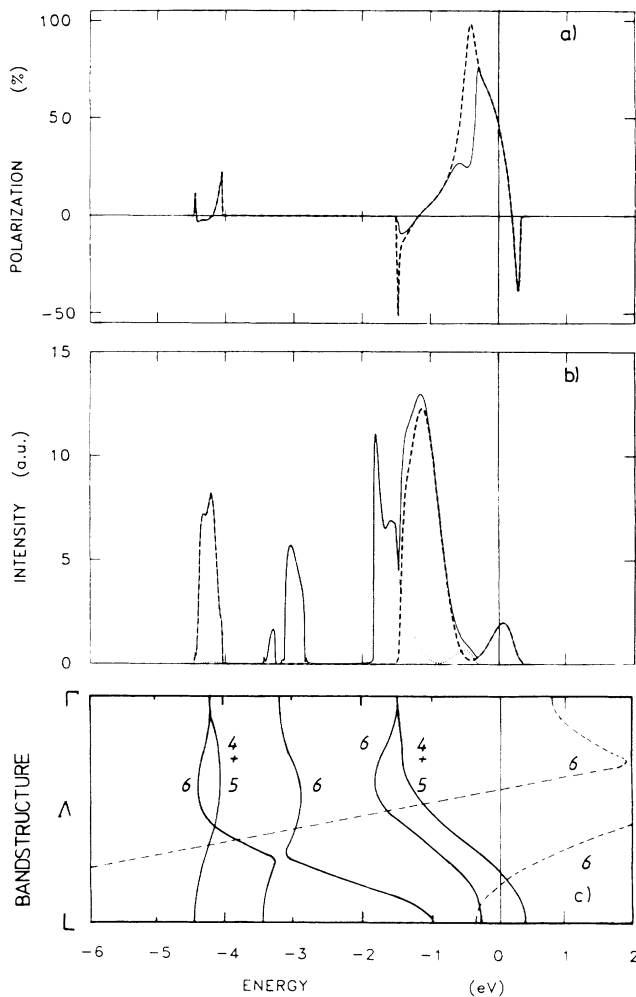 100
a)
POLARIZATION (%)
50
0
-50
15
b)
INTENSITY (a.u.)
10
5
0
Γ
4
+
5
6
6
6
4
+
5
6
6
BANDSTRUCTURE
Λ
c)
L
-6 -5 -4 -3 -2 -1 0 1 2
ENERGY (eV)